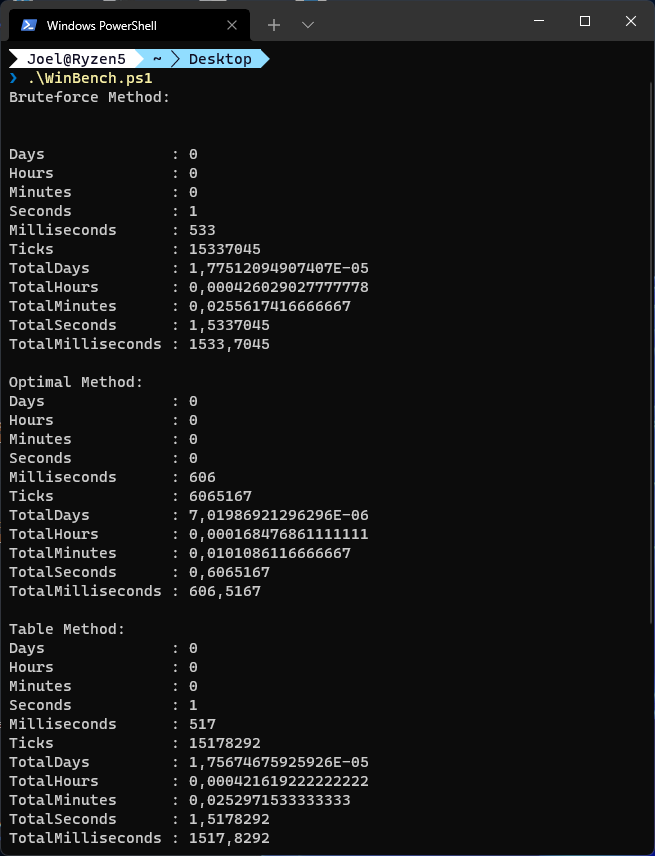 Windows PowerShell
Joel@Ryzen5 ~ Desktop
❯ .\WinBench.ps1
Bruteforce Method:
Days              : 0
Hours             : 0
Minutes           : 0
Seconds           : 1
Milliseconds      : 533
Ticks             : 15337045
TotalDays         : 1,77512094907407E-05
TotalHours        : 0,000426029027777778
TotalMinutes      : 0,0255617416666667
TotalSeconds      : 1,5337045
TotalMilliseconds : 1533,7045
Optimal Method:
Days              : 0
Hours             : 0
Minutes           : 0
Seconds           : 0
Milliseconds      : 606
Ticks             : 6065167
TotalDays         : 7,01986921296296E-06
TotalHours        : 0,000168476861111111
TotalMinutes      : 0,0101086116666667
TotalSeconds      : 0,6065167
TotalMilliseconds : 606,5167
Table Method:
Days              : 0
Hours             : 0
Minutes           : 0
Seconds           : 1
Milliseconds      : 517
Ticks             : 15178292
TotalDays         : 1,75674675925926E-05
TotalHours        : 0,000421619222222222
TotalMinutes      : 0,0252971533333333
TotalSeconds      : 1,5178292
TotalMilliseconds : 1517,8292